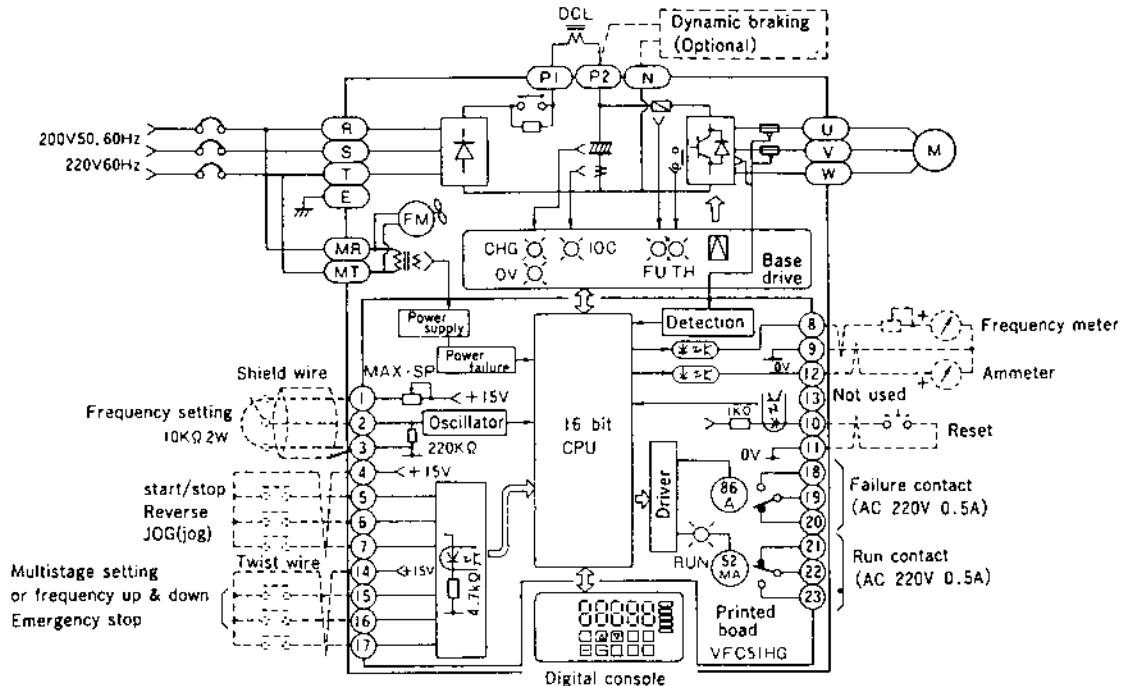 DCL
Dynamic braking
(Optional)
P1 P2 N
200V50,60Hz
220V60Hz
R
S
T
E
U
V
W
M
FM
MR
MT
CHG
OV
IOC
FU TH
Base
drive
Power
supply
Power
failure
Detection
Shield wire
MAX·SP
+15V
Frequency setting
10KΩ2W
1
2
3
4
5
6
7
14
15
16
17
Oscillator
220KΩ
+15V
start/stop
Reverse
JOG(jog)
Twist wire
+15V
Multistage setting
or frequency up & down
Emergency stop
4.7kΩ
16 bit
CPU
Driver
86
A
RUN
52
MA
8
9
12
13
10
11
18
19
20
21
22
23
0V
1KΩ
0V
Frequency meter
Ammeter
Not used
Reset
Failure contact
(AC 220V 0.5A)
Run contact
(AC 220V 0.5A)
Printed
boad
VFC51HG
Digital console